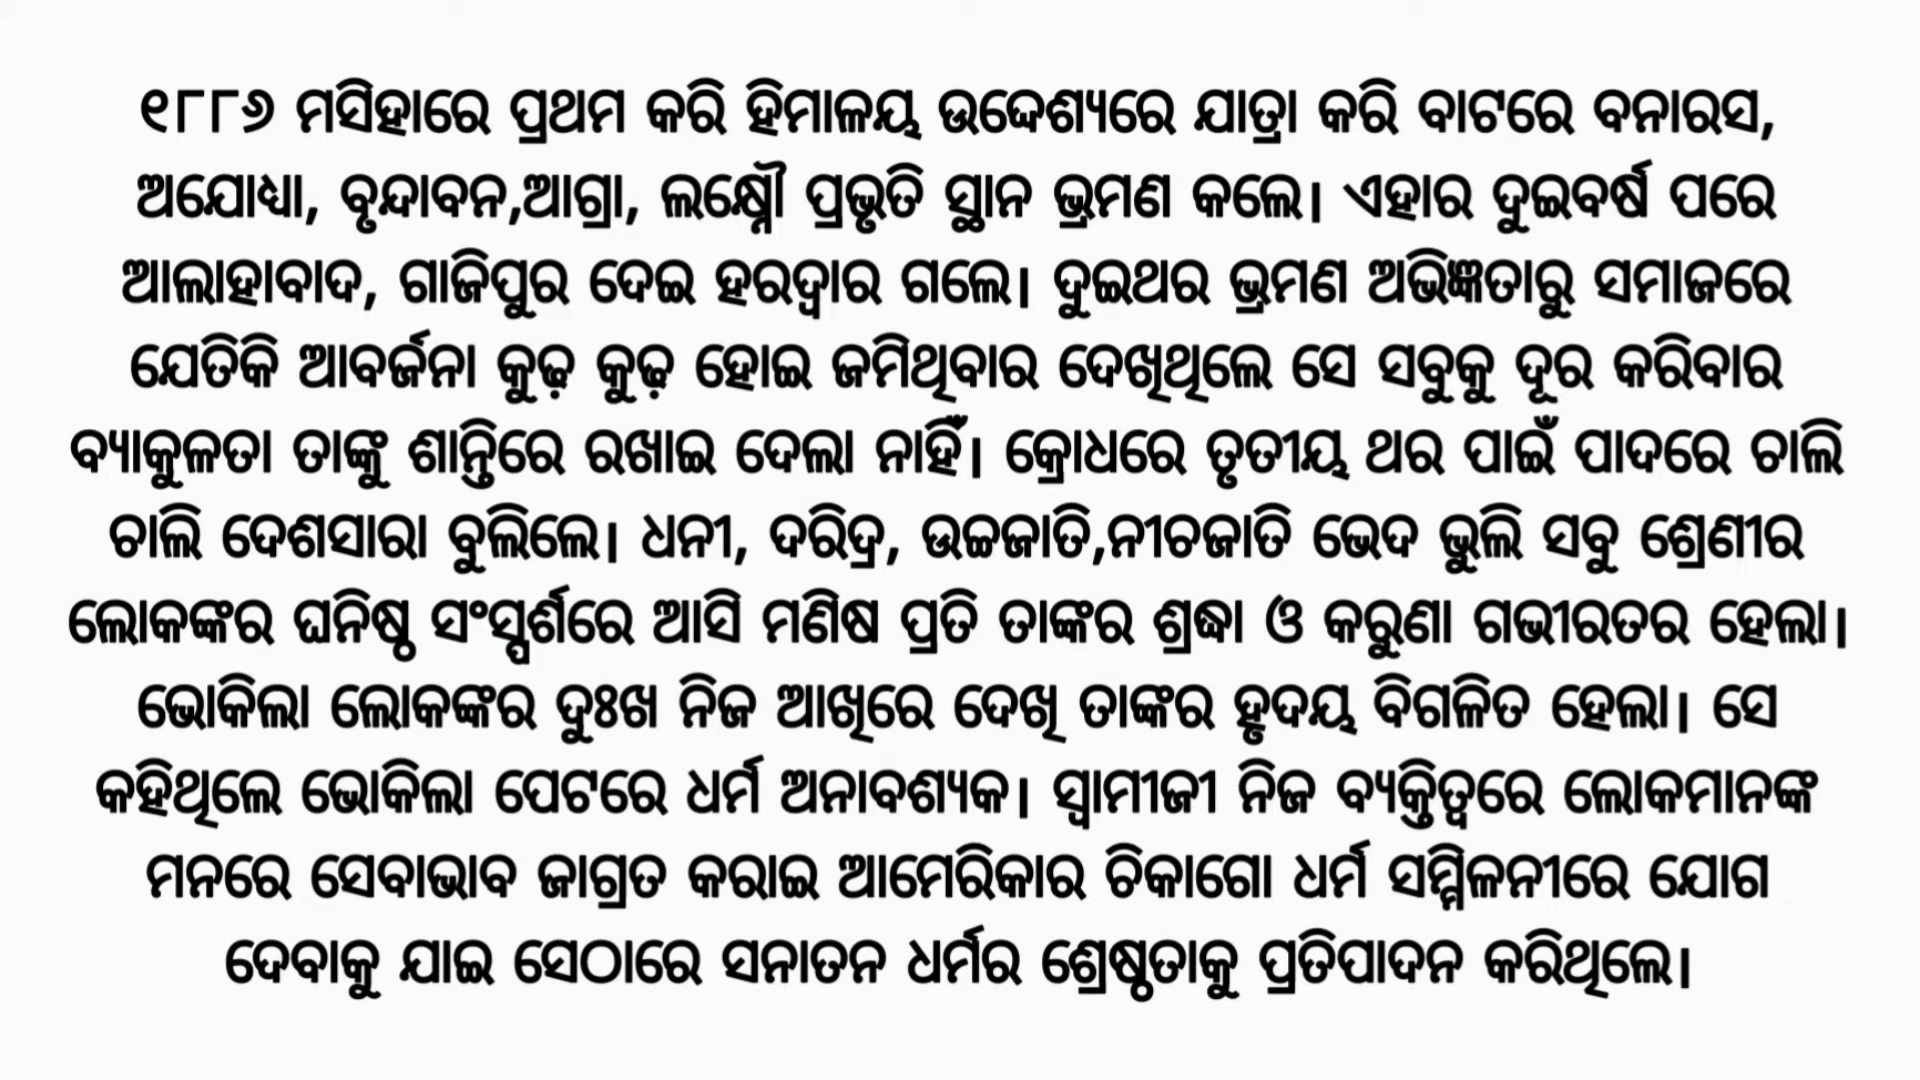 ୧୮୮୬ ମସିହାରେ ପ୍ରଥମ କରି ହିମାଳୟ ଉଦ୍ଦେଶ୍ୟରେ ଯାତ୍ରା କରି ବାଟରେ ବନାରସ,
ଅଯୋଧ୍ୟା, ବୃନ୍ଦାବନ,ଆଗ୍ରା, ଲକ୍ଷ୍ନୌ ପ୍ରଭୃତି ସ୍ଥାନ ଭ୍ରମଣ କଲେ। ଏହାର ଦୁଇବର୍ଷ ପରେ
ଆଲାହାବାଦ, ଗାଜିପୁର ଦେଇ ହରଦ୍ୱାର ଗଲେ। ଦୁଇଥର ଭ୍ରମଣ ଅଭିଜ୍ଞତାରୁ ସମାଜରେ
ଯେତିକି ଆବର୍ଜନା କୁଢ଼ କୁଢ଼ ହୋଇ ଜମିଥିବାର ଦେଖିଥିଲେ ସେ ସବୁକୁ ଦୂର କରିବାର
ବ୍ୟାକୁଳତା ତାଙ୍କୁ ଶାନ୍ତିରେ ରଖାଇ ଦେଲା ନାହିଁ। କ୍ରୋଧରେ ତୃତୀୟ ଥର ପାଇଁ ପାଦରେ ଚାଲି
ଚାଲି ଦେଶସାରା ବୁଲିଲେ। ଧନୀ, ଦରିଦ୍ର, ଉଚ୍ଚଜାତି,ନୀଚଜାତି ଭେଦ ଭୁଲି ସବୁ ଶ୍ରେଣୀର
ଲୋକଙ୍କର ଘନିଷ୍ଠ ସଂସ୍ପର୍ଶରେ ଆସି ମଣିଷ ପ୍ରତି ତାଙ୍କର ଶ୍ରଦ୍ଧା ଓ କରୁଣା ଗଭୀରତର ହେଲା।
ଭୋକିଲା ଲୋକଙ୍କର ଦୁଃଖ ନିଜ ଆଖିରେ ଦେଖି ତାଙ୍କର ହୃଦୟ ବିଗଳିତ ହେଲା। ସେ
କହିଥିଲେ ଭୋକିଲା ପେଟରେ ଧର୍ମ ଅନାବଶ୍ୟକ। ସ୍ୱାମୀଜୀ ନିଜ ବ୍ୟକ୍ତିତ୍ୱରେ ଲୋକମାନଙ୍କ
ମନରେ ସେବାଭାବ ଜାଗ୍ରତ କରାଇ ଆମେରିକାର ଚିକାଗୋ ଧର୍ମ ସମ୍ମିଳନୀରେ ଯୋଗ
ଦେବାକୁ ଯାଇ ସେଠାରେ ସନାତନ ଧର୍ମର ଶ୍ରେଷ୍ଠତାକୁ ପ୍ରତିପାଦନ କରିଥିଲେ।